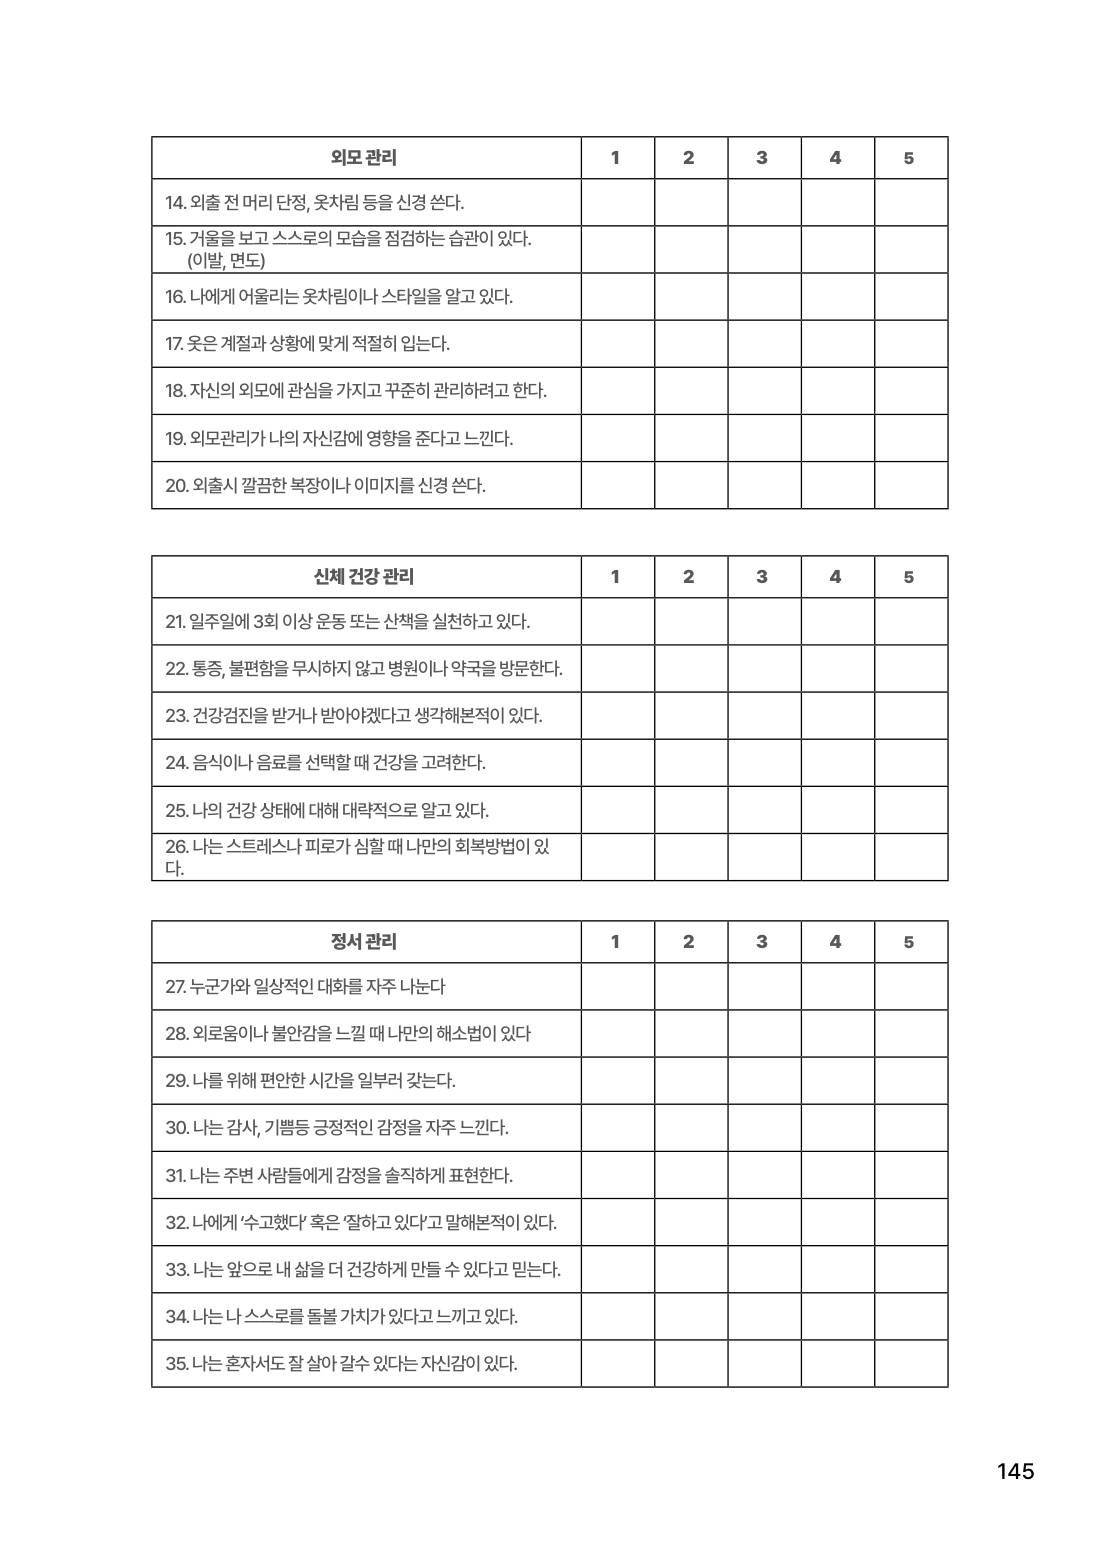 외모 관리 1 2 3 4 5
14. 외출 전 머리 단정, 옷차림 등을 신경 쓴다.
15. 거울을 보고 스스로의 모습을 점검하는 습관이 있다.
(이발, 면도)
16. 나에게 어울리는 옷차림이나 스타일을 알고 있다.
17. 옷은 계절과 상황에 맞게 적절히 입는다.
18. 자신의 외모에 관심을 가지고 꾸준히 관리하려고 한다.
19. 외모관리가 나의 자신감에 영향을 준다고 느낀다.
20. 외출시 깔끔한 복장이나 이미지를 신경 쓴다.
신체 건강 관리 1 2 3 4 5
21. 일주일에 3회 이상 운동 또는 산책을 실천하고 있다.
22. 통증, 불편함을 무시하지 않고 병원이나 약국을 방문한다.
23. 건강검진을 받거나 받아야겠다고 생각해본적이 있다.
24. 음식이나 음료를 선택할 때 건강을 고려한다.
25. 나의 건강 상태에 대해 대략적으로 알고 있다.
26. 나는 스트레스나 피로가 심할 때 나만의 회복방법이 있
다.
정서 관리 1 2 3 4 5
27. 누군가와 일상적인 대화를 자주 나눈다
28. 외로움이나 불안감을 느낄 때 나만의 해소법이 있다
29. 나를 위해 편안한 시간을 일부러 갖는다.
30. 나는 감사, 기쁨등 긍정적인 감정을 자주 느낀다.
31. 나는 주변 사람들에게 감정을 솔직하게 표현한다.
32. 나에게 ‘수고했다’ 혹은 ‘잘하고 있다’고 말해본적이 있다.
33. 나는 앞으로 내 삶을 더 건강하게 만들 수 있다고 믿는다.
34. 나는 나 스스로를 돌볼 가치가 있다고 느끼고 있다.
35. 나는 혼자서도 잘 살아 갈수 있다는 자신감이 있다.
145